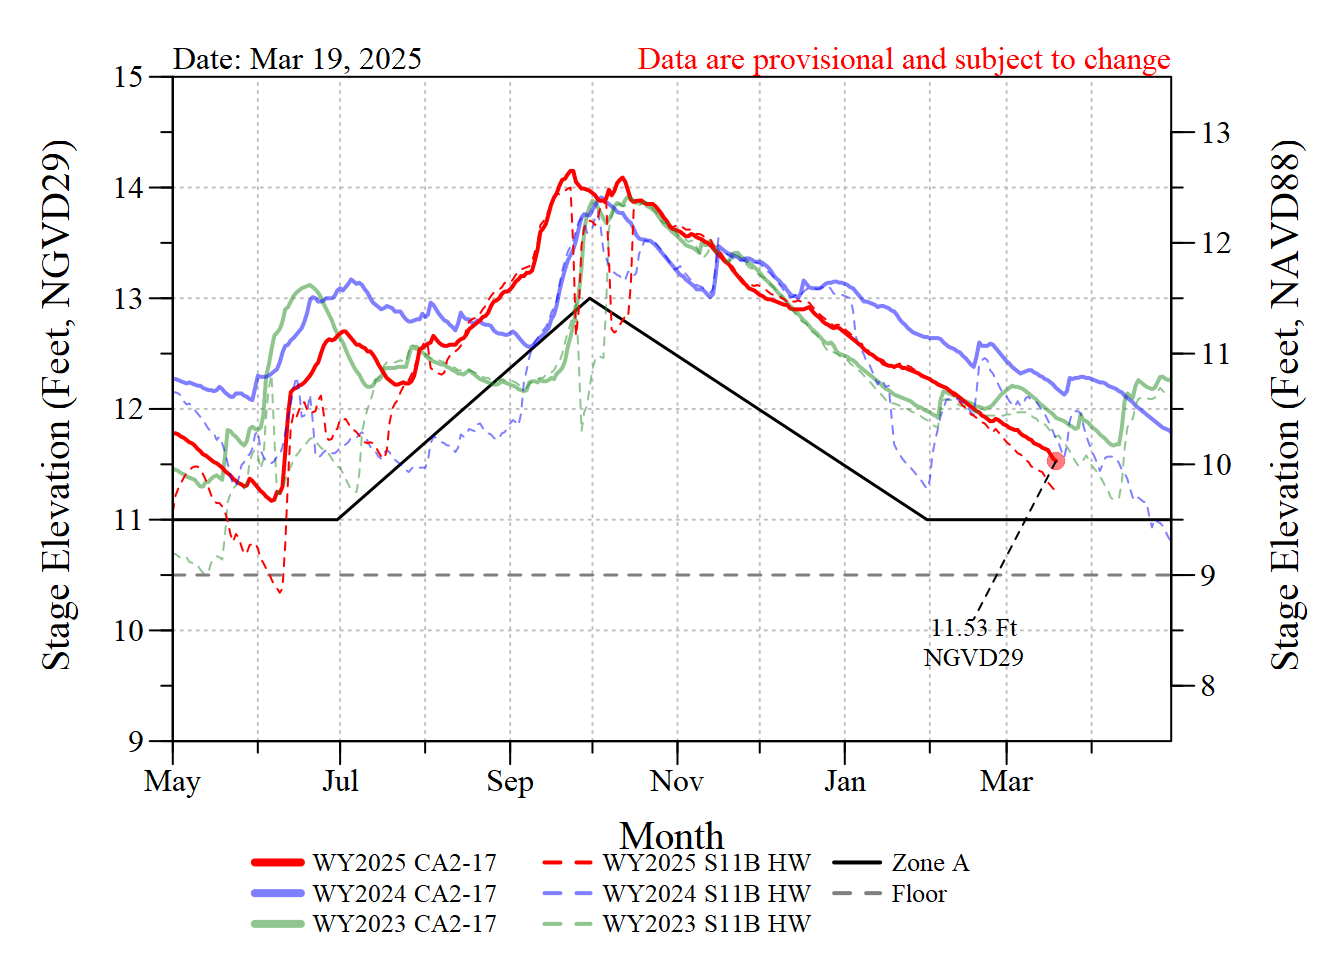 Date: Mar 19, 2025
Data are provisional and subject to change
Stage Elevation (Feet, NGVD29)
15
14
13
12
11
10
9
13
12
11
10
9
8
Stage Elevation (Feet, NAVD88)
11.53 Ft
NGVD29
May Jul Sep Nov Jan Mar
Month
WY2025 CA2-17 WY2025 S11B HW Zone A
WY2024 CA2-17 WY2024 S11B HW Floor
WY2023 CA2-17 WY2023 S11B HW